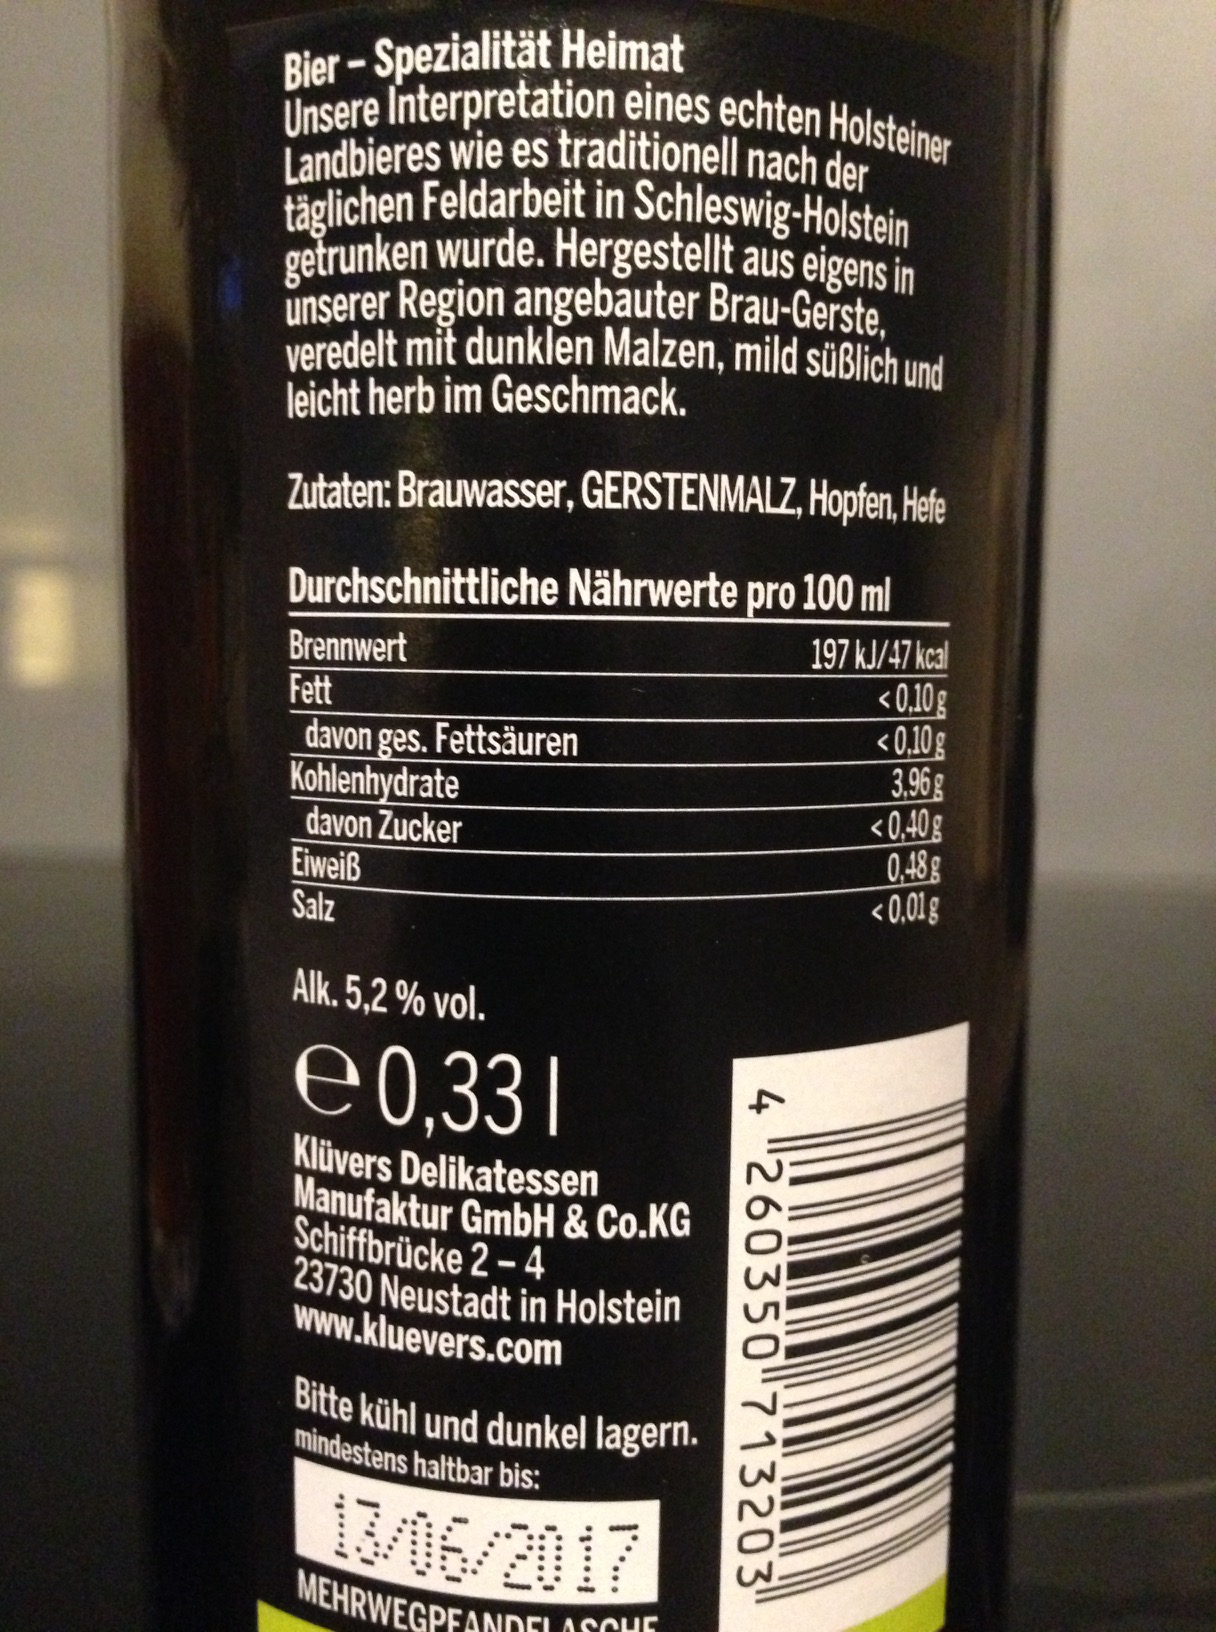 Bier – Spezialität Heimat
Unsere Interpretation eines echten Holsteiner
Landbieres wie es traditionell nach der
täglichen Feldarbeit in Schleswig-Holstein
getrunken wurde. Hergestellt aus eigens in
unserer Region angebauter Brau-Gerste,
veredelt mit dunklen Malzen, mild süßlich und
leicht herb im Geschmack.
Zutaten: Brauwasser, GERSTENMALZ, Hopfen, Hefe
Durchschnittliche Nährwerte pro 100 ml
Brennwert 197 kJ/47 kcal
Fett < 0,10 g
davon ges. Fettsäuren < 0,10 g
Kohlenhydrate 3,96 g
davon Zucker < 0,40 g
Eiweiß 0,48 g
Salz < 0,01 g
Alk. 5,2 % vol.
e 0,33 l
Klüvers Delikatessen
Manufaktur GmbH & Co.KG
Schiffbrücke 2 – 4
23730 Neustadt in Holstein
www.kluevers.com
Bitte kühl und dunkel lagern.
mindestens haltbar bis:
13/06/2017
MEHRWEGPFANDFLASCHE
4 260350 713203